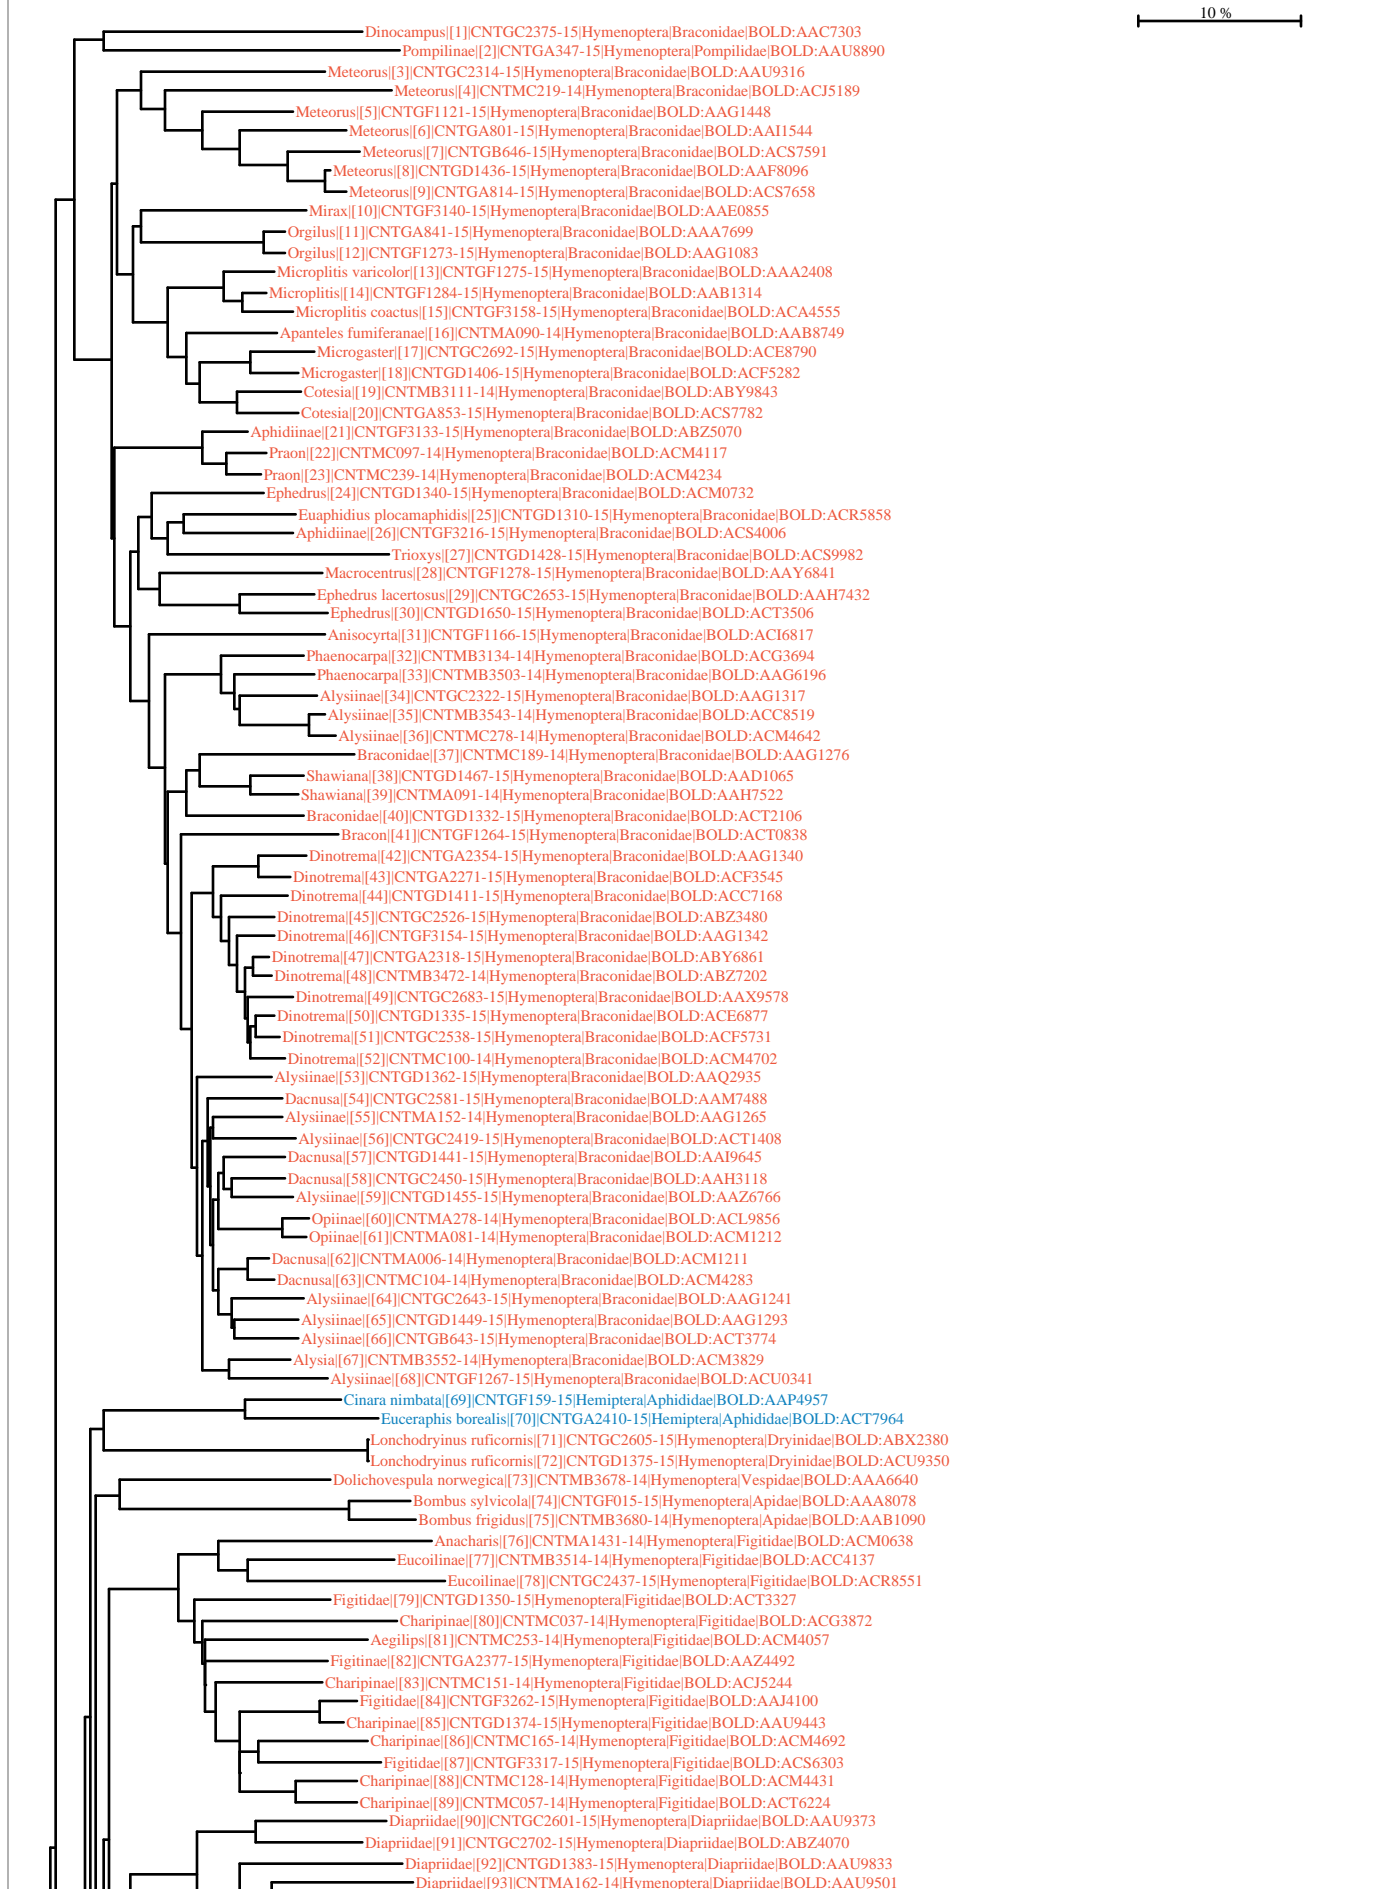 10 %
Dinocampus|[1]|CNTGC2375-15|Hymenoptera|Braconidae|BOLD:AAC7303
Pompilinae|[2]|CNTGA347-15|Hymenoptera|Pompilidae|BOLD:AAU8890
Meteorus|[3]|CNTGC2314-15|Hymenoptera|Braconidae|BOLD:AAU9316
Meteorus|[4]|CNTMC219-14|Hymenoptera|Braconidae|BOLD:ACJ5189
Meteorus|[5]|CNTGF1121-15|Hymenoptera|Braconidae|BOLD:AAG1448
Meteorus|[6]|CNTGA801-15|Hymenoptera|Braconidae|BOLD:AAI1544
Meteorus|[7]|CNTGB646-15|Hymenoptera|Braconidae|BOLD:ACS7591
Meteorus|[8]|CNTGD1436-15|Hymenoptera|Braconidae|BOLD:AAF8096
Meteorus|[9]|CNTGA814-15|Hymenoptera|Braconidae|BOLD:ACS7658
Mirax|[10]|CNTGF3140-15|Hymenoptera|Braconidae|BOLD:AAE0855
Orgilus|[11]|CNTGA841-15|Hymenoptera|Braconidae|BOLD:AAA7699
Orgilus|[12]|CNTGF1273-15|Hymenoptera|Braconidae|BOLD:AAG1083
Microplitis varicolor|[13]|CNTGF1275-15|Hymenoptera|Braconidae|BOLD:AAA2408
Microplitis|[14]|CNTGF1284-15|Hymenoptera|Braconidae|BOLD:AAB1314
Microplitis coactus|[15]|CNTGF3158-15|Hymenoptera|Braconidae|BOLD:ACA4555
Apanteles fumiferanae|[16]|CNTMA090-14|Hymenoptera|Braconidae|BOLD:AAB8749
Microgaster|[17]|CNTGC2692-15|Hymenoptera|Braconidae|BOLD:ACE8790
Microgaster|[18]|CNTGD1406-15|Hymenoptera|Braconidae|BOLD:ACF5282
Cotesia|[19]|CNTMB3111-14|Hymenoptera|Braconidae|BOLD:ABY9843
Cotesia|[20]|CNTGA853-15|Hymenoptera|Braconidae|BOLD:ACS7782
Aphidiinae|[21]|CNTGF3133-15|Hymenoptera|Braconidae|BOLD:ABZ5070
Praon|[22]|CNTMC097-14|Hymenoptera|Braconidae|BOLD:ACM4117
Praon|[23]|CNTMC239-14|Hymenoptera|Braconidae|BOLD:ACM4234
Ephedrus|[24]|CNTGD1340-15|Hymenoptera|Braconidae|BOLD:ACM0732
Euaphidius plocamaphidis|[25]|CNTGD1310-15|Hymenoptera|Braconidae|BOLD:ACR5858
Aphidiinae|[26]|CNTGF3216-15|Hymenoptera|Braconidae|BOLD:ACS4006
Trioxys|[27]|CNTGD1428-15|Hymenoptera|Braconidae|BOLD:ACS9982
Macrocentrus|[28]|CNTGF1278-15|Hymenoptera|Braconidae|BOLD:AAY6841
Ephedrus lacertosus|[29]|CNTGC2653-15|Hymenoptera|Braconidae|BOLD:AAH7432
Ephedrus|[30]|CNTGD1650-15|Hymenoptera|Braconidae|BOLD:ACT3506
Anisocyrta|[31]|CNTGF1166-15|Hymenoptera|Braconidae|BOLD:ACI6817
Phaenocarpa|[32]|CNTMB3134-14|Hymenoptera|Braconidae|BOLD:ACG3694
Phaenocarpa|[33]|CNTMB3503-14|Hymenoptera|Braconidae|BOLD:AAG6196
Alysiinae|[34]|CNTGC2322-15|Hymenoptera|Braconidae|BOLD:AAG1317
Alysiinae|[35]|CNTMB3543-14|Hymenoptera|Braconidae|BOLD:ACC8519
Alysiinae|[36]|CNTMC278-14|Hymenoptera|Braconidae|BOLD:ACM4642
Braconidae|[37]|CNTMC189-14|Hymenoptera|Braconidae|BOLD:AAG1276
Shawiana|[38]|CNTGD1467-15|Hymenoptera|Braconidae|BOLD:AAD1065
Shawiana|[39]|CNTMA091-14|Hymenoptera|Braconidae|BOLD:AAH7522
Braconidae|[40]|CNTGD1332-15|Hymenoptera|Braconidae|BOLD:ACT2106
Bracon|[41]|CNTGF1264-15|Hymenoptera|Braconidae|BOLD:ACT0838
Dinotrema|[42]|CNTGA2354-15|Hymenoptera|Braconidae|BOLD:AAG1340
Dinotrema|[43]|CNTGA2271-15|Hymenoptera|Braconidae|BOLD:ACF3545
Dinotrema|[44]|CNTGD1411-15|Hymenoptera|Braconidae|BOLD:ACC7168
Dinotrema|[45]|CNTGC2526-15|Hymenoptera|Braconidae|BOLD:ABZ3480
Dinotrema|[46]|CNTGF3154-15|Hymenoptera|Braconidae|BOLD:AAG1342
Dinotrema|[47]|CNTGA2318-15|Hymenoptera|Braconidae|BOLD:ABY6861
Dinotrema|[48]|CNTMB3472-14|Hymenoptera|Braconidae|BOLD:ABZ7202
Dinotrema|[49]|CNTGC2683-15|Hymenoptera|Braconidae|BOLD:AAX9578
Dinotrema|[50]|CNTGD1335-15|Hymenoptera|Braconidae|BOLD:ACE6877
Dinotrema|[51]|CNTGC2538-15|Hymenoptera|Braconidae|BOLD:ACF5731
Dinotrema|[52]|CNTMC100-14|Hymenoptera|Braconidae|BOLD:ACM4702
Alysiinae|[53]|CNTGD1362-15|Hymenoptera|Braconidae|BOLD:AAQ2935
Dacnusa|[54]|CNTGC2581-15|Hymenoptera|Braconidae|BOLD:AAM7488
Alysiinae|[55]|CNTMA152-14|Hymenoptera|Braconidae|BOLD:AAG1265
Alysiinae|[56]|CNTGC2419-15|Hymenoptera|Braconidae|BOLD:ACT1408
Dacnusa|[57]|CNTGD1441-15|Hymenoptera|Braconidae|BOLD:AAI9645
Dacnusa|[58]|CNTGC2450-15|Hymenoptera|Braconidae|BOLD:AAH3118
Alysiinae|[59]|CNTGD1455-15|Hymenoptera|Braconidae|BOLD:AAZ6766
Opiinae|[60]|CNTMA278-14|Hymenoptera|Braconidae|BOLD:ACL9856
Opiinae|[61]|CNTMA081-14|Hymenoptera|Braconidae|BOLD:ACM1212
Dacnusa|[62]|CNTMA006-14|Hymenoptera|Braconidae|BOLD:ACM1211
Dacnusa|[63]|CNTMC104-14|Hymenoptera|Braconidae|BOLD:ACM4283
Alysiinae|[64]|CNTGC2643-15|Hymenoptera|Braconidae|BOLD:AAG1241
Alysiinae|[65]|CNTGD1449-15|Hymenoptera|Braconidae|BOLD:AAG1293
Alysiinae|[66]|CNTGB643-15|Hymenoptera|Braconidae|BOLD:ACT3774
Alysia|[67]|CNTMB3552-14|Hymenoptera|Braconidae|BOLD:ACM3829
Alysiinae|[68]|CNTGF1267-15|Hymenoptera|Braconidae|BOLD:ACU0341
Cinara nimbata|[69]|CNTGF159-15|Hemiptera|Aphididae|BOLD:AAP4957
Euceraphis borealis|[70]|CNTGA2410-15|Hemiptera|Aphididae|BOLD:ACT7964
Lonchodryinus ruficornis|[71]|CNTGC2605-15|Hymenoptera|Dryinidae|BOLD:ABX2380
Lonchodryinus ruficornis|[72]|CNTGD1375-15|Hymenoptera|Dryinidae|BOLD:ACU9350
Dolichovespula norwegica|[73]|CNTMB3678-14|Hymenoptera|Vespidae|BOLD:AAA6640
Bombus sylvicola|[74]|CNTGF015-15|Hymenoptera|Apidae|BOLD:AAA8078
Bombus frigidus|[75]|CNTMB3680-14|Hymenoptera|Apidae|BOLD:AAB1090
Anacharis|[76]|CNTMA1431-14|Hymenoptera|Figitidae|BOLD:ACM0638
Eucoilinae|[77]|CNTMB3514-14|Hymenoptera|Figitidae|BOLD:ACC4137
Eucoilinae|[78]|CNTGC2437-15|Hymenoptera|Figitidae|BOLD:ACR8551
Figitidae|[79]|CNTGD1350-15|Hymenoptera|Figitidae|BOLD:ACT3327
Charipinae|[80]|CNTMC037-14|Hymenoptera|Figitidae|BOLD:ACG3872
Aegilips|[81]|CNTMC253-14|Hymenoptera|Figitidae|BOLD:ACM4057
Figitinae|[82]|CNTGA2377-15|Hymenoptera|Figitidae|BOLD:AAZ4492
Charipinae|[83]|CNTMC151-14|Hymenoptera|Figitidae|BOLD:ACJ5244
Figitidae|[84]|CNTGF3262-15|Hymenoptera|Figitidae|BOLD:AAJ4100
Charipinae|[85]|CNTGD1374-15|Hymenoptera|Figitidae|BOLD:AAU9443
Charipinae|[86]|CNTMC165-14|Hymenoptera|Figitidae|BOLD:ACM4692
Figitidae|[87]|CNTGF3317-15|Hymenoptera|Figitidae|BOLD:ACS6303
Charipinae|[88]|CNTMC128-14|Hymenoptera|Figitidae|BOLD:ACM4431
Charipinae|[89]|CNTMC057-14|Hymenoptera|Figitidae|BOLD:ACT6224
Diapriidae|[90]|CNTGC2601-15|Hymenoptera|Diapriidae|BOLD:AAU9373
Diapriidae|[91]|CNTGC2702-15|Hymenoptera|Diapriidae|BOLD:ABZ4070
Diapriidae|[92]|CNTGD1383-15|Hymenoptera|Diapriidae|BOLD:AAU9833
Diapriidae|[93]|CNTMA162-14|Hymenoptera|Diapriidae|BOLD:AAU9501